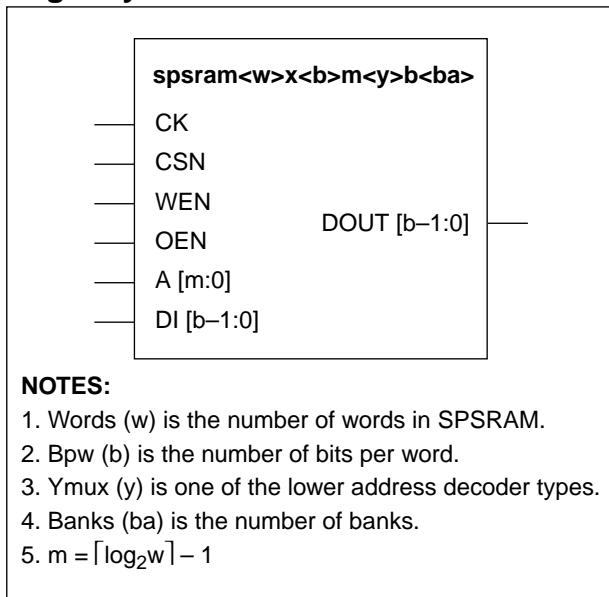 spsram<w>x<b>m<y>b<ba>
CK
CSN
WEN
OEN
A [m:0]
DI [b–1:0]
DOUT [b–1:0]
NOTES:
1. Words (w) is the number of words in SPSRAM.
2. Bpw (b) is the number of bits per word.
3. Ymux (y) is one of the lower address decoder types.
4. Banks (ba) is the number of banks.
5. m = ⌈log₂w⌉ – 1